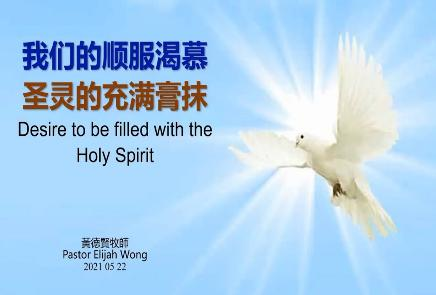 我们的顺服渴慕
圣灵的充满膏抹
Desire to be filled with the
Holy Spirit
黃德賢牧師
Pastor Elijah Wong
2021 05 22